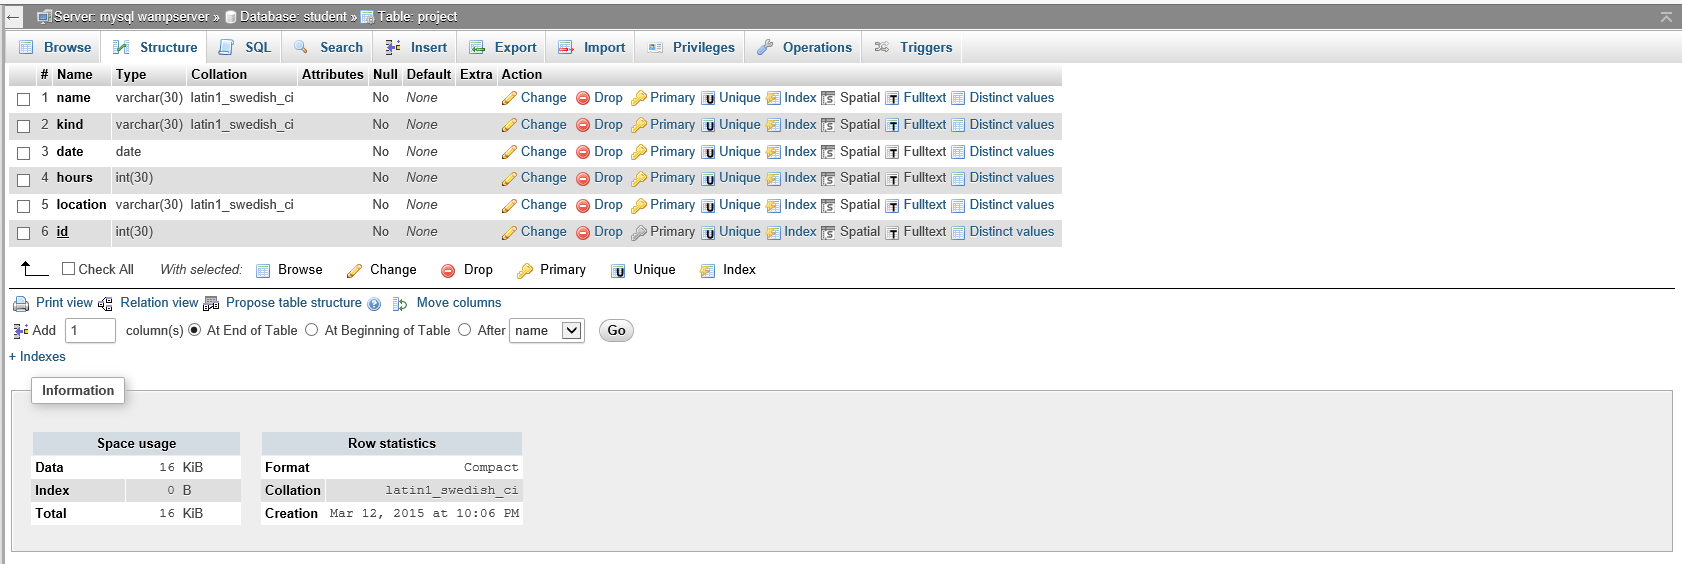 Server: mysql wampserver » Database: student » Table: project
Browse Structure SQL Search Insert Export Import Privileges Operations Triggers
# Name Type Collation Attributes Null Default Extra Action
1 name varchar(30) latin1_swedish_ci No None Change Drop Primary Unique Index Spatial Fulltext Distinct values
2 kind varchar(30) latin1_swedish_ci No None Change Drop Primary Unique Index Spatial Fulltext Distinct values
3 date date No None Change Drop Primary Unique Index Spatial Fulltext Distinct values
4 hours int(30) No None Change Drop Primary Unique Index Spatial Fulltext Distinct values
5 location varchar(30) latin1_swedish_ci No None Change Drop Primary Unique Index Spatial Fulltext Distinct values
6 id int(30) No None Change Drop Primary Unique Index Spatial Fulltext Distinct values
Check All With selected: Browse Change Drop Primary Unique Index
Print view Relation view Propose table structure Move columns
Add 1 column(s) At End of Table At Beginning of Table After name Go
+ Indexes
Information
Space usage Row statistics
Data 16 KiB Format Compact
Index 0 B Collation latin1_swedish_ci
Total 16 KiB Creation Mar 12, 2015 at 10:06 PM